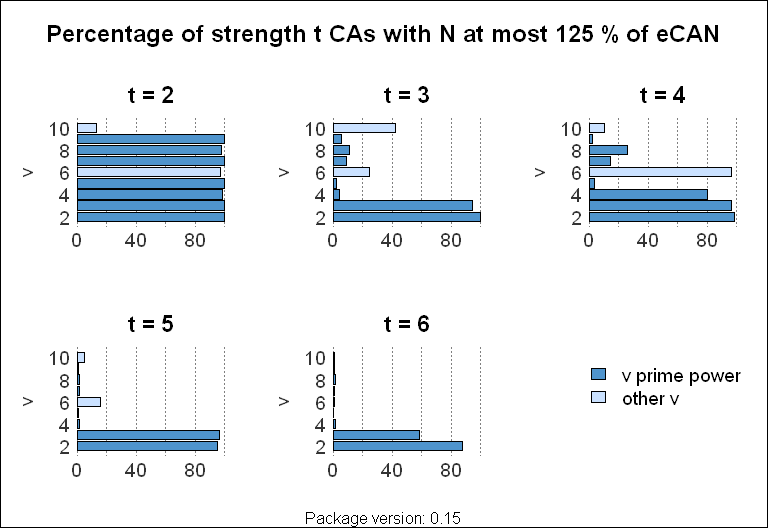 Percentage of strength t CAs with N at most 125 % of eCAN
t = 2
t = 3
t = 4
10
8
6
4
2
v
0 40 80
10
8
6
4
2
v
0 40 80
10
8
6
4
2
v
0 40 80
t = 5
t = 6
10
8
6
4
2
v
0 40 80
10
8
6
4
2
v
0 40 80
v prime power
other v
Package version: 0.15